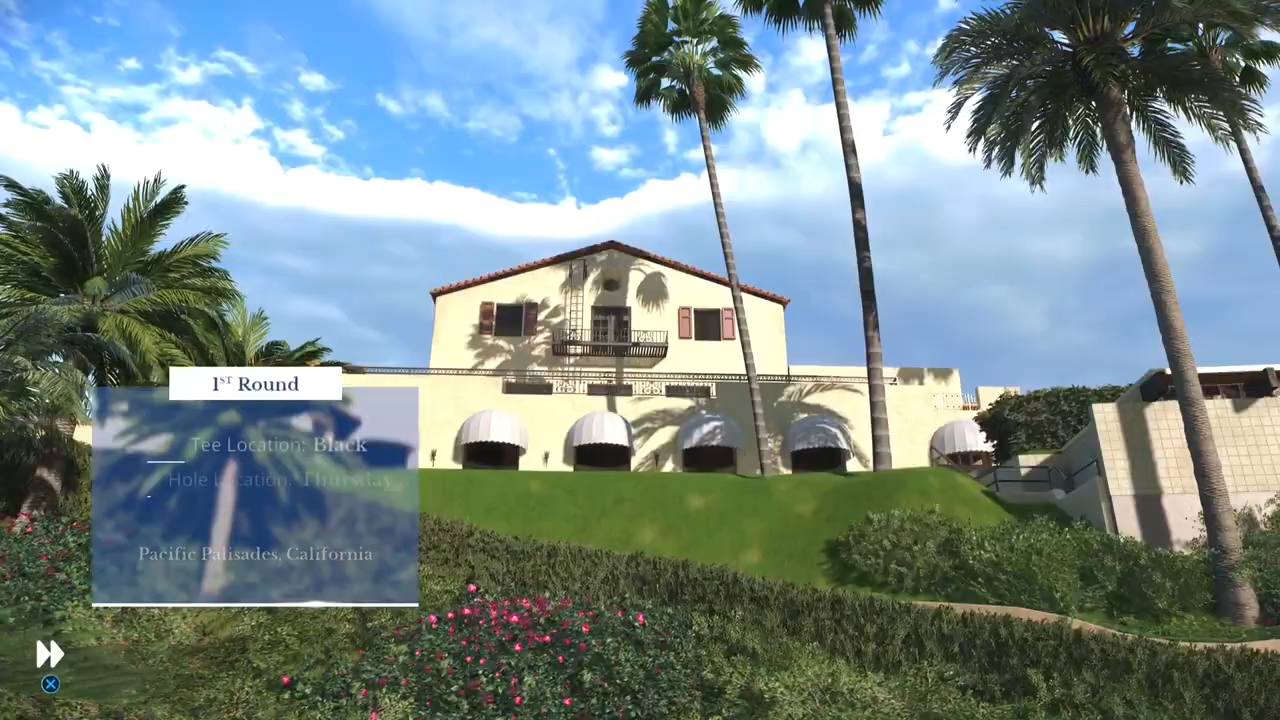 1ST Round
Tee Location: Black
Hole Location: Thursday
Pacific Palisades, California